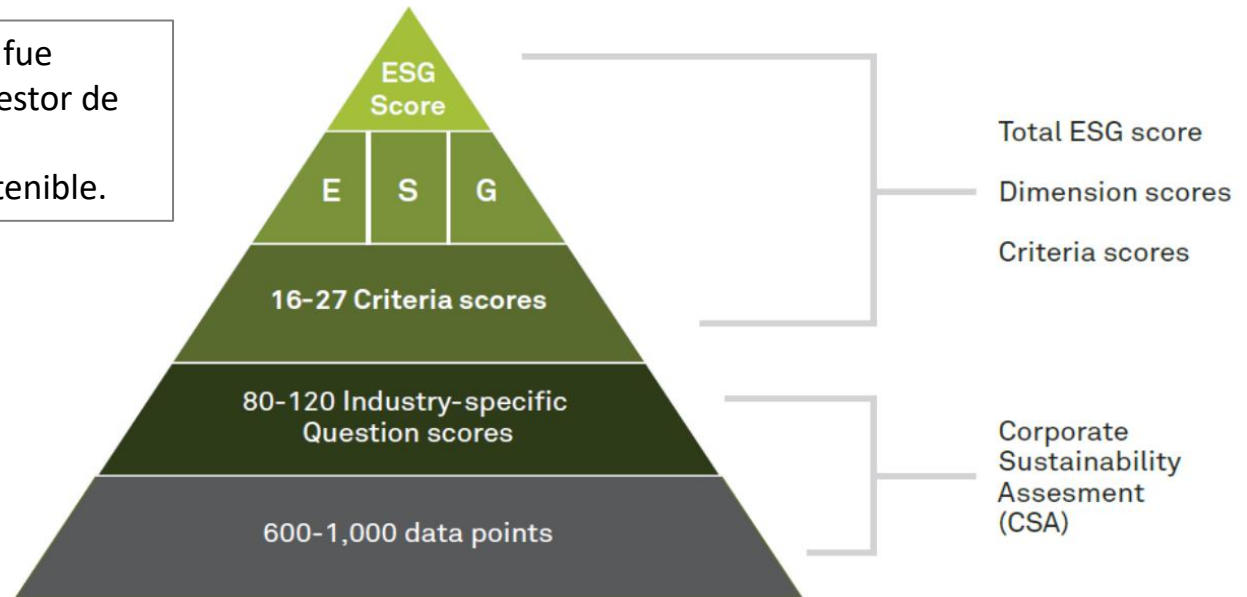 fue
estor de
tenible.
ESG
Score
E S G
16-27 Criteria scores
80-120 Industry-specific
Question scores
600-1,000 data points
Total ESG score
Dimension scores
Criteria scores
Corporate
Sustainability
Assesment
(CSA)